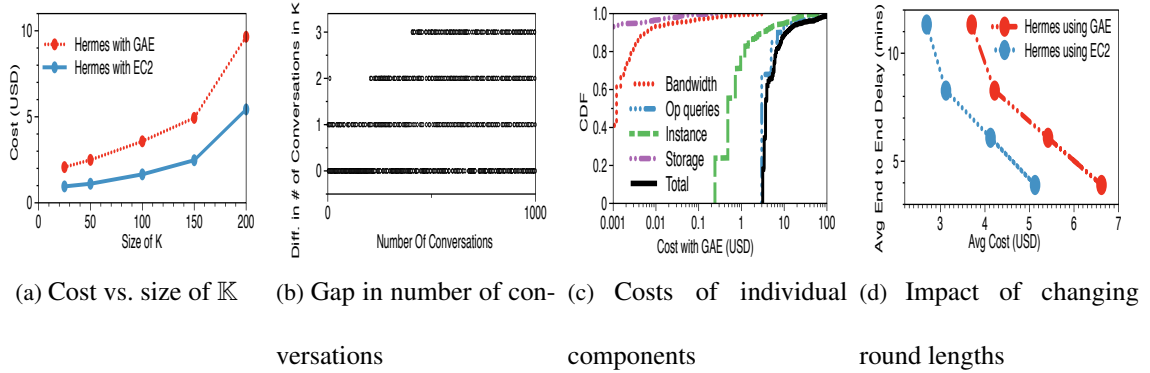 Cost (USD)
10
5
0
0 50 100 150 200
Size of K
Hermes with GAE
Hermes with EC2
Diff. in # of Conversations in K
3
2
1
0
0 1000
Number Of Conversations
CDF
1.0
0.8
0.6
0.4
0.2
0.0
0.001 0.01 0.1 1 10 100
Cost with GAE (USD)
Bandwidth
Op queries
Instance
Storage
Total
Avg End to End Delay (mins)
10
5
3 4 5 6 7
Avg Cost (USD)
Hermes using GAE
Hermes using EC2
(a) Cost vs. size of 𝕂
(b) Gap in number of con-
versations
(c) Costs of individual
components
(d) Impact of changing
round lengths